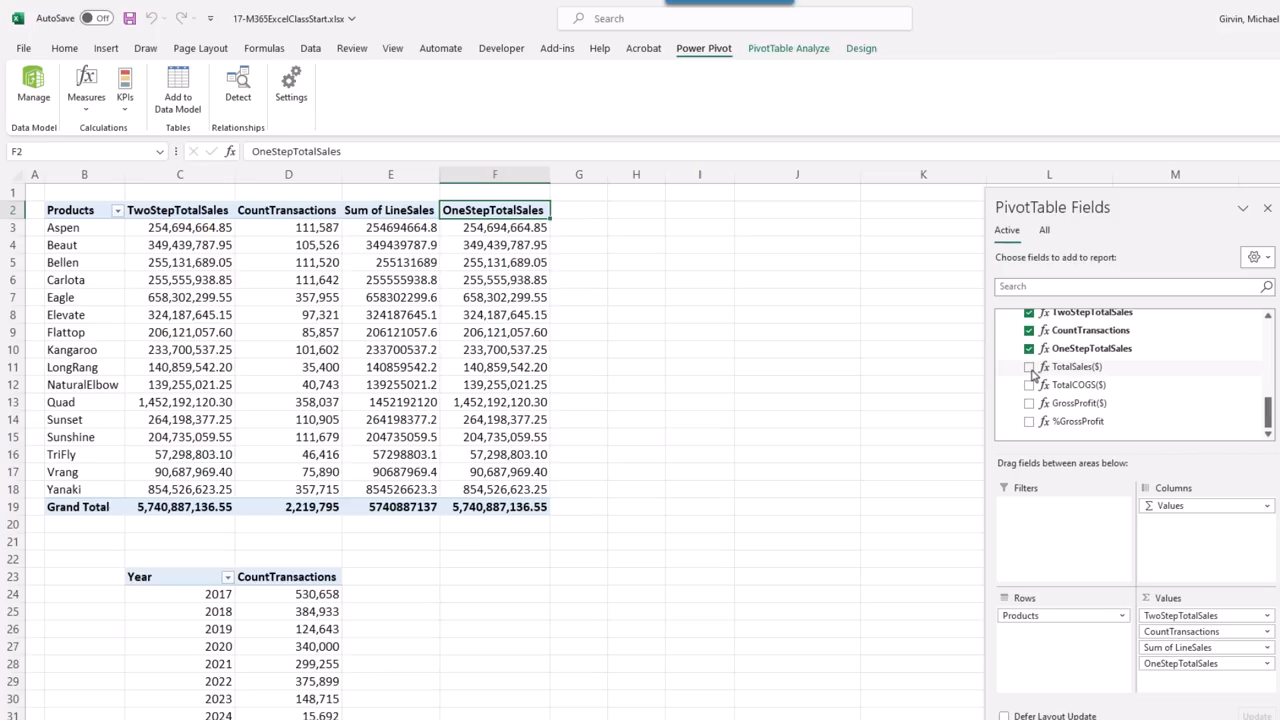 AutoSave Off 17-M365ExcelClassStart.xlsx Search Girvin, Michael
File Home Insert Draw Page Layout Formulas Data Review View Automate Developer Add-ins Help Acrobat Power Pivot PivotTable Analyze Design
Manage Measures KPIs Add to Data Model Detect Settings
Data Model Calculations Tables Relationships
F2 fx OneStepTotalSales
A B C D E F G H I J K L M
1
2 Products TwoStepTotalSales CountTransactions Sum of LineSales OneStepTotalSales
3 Aspen 254,694,664.85 111,587 254694664.8 254,694,664.85
4 Beaut 349,439,787.95 105,526 349439787.9 349,439,787.95
5 Bellen 255,131,689.05 111,520 255131689 255,131,689.05
6 Carlota 255,555,938.85 111,642 255555938.8 255,555,938.85
7 Eagle 658,302,299.55 357,955 658302299.6 658,302,299.55
8 Elevate 324,187,645.15 97,321 324187645.1 324,187,645.15
9 Flattop 206,121,057.60 85,857 206121057.6 206,121,057.60
10 Kangaroo 233,700,537.25 101,602 233700537.2 233,700,537.25
11 LongRang 140,859,542.20 35,400 140859542.2 140,859,542.20
12 NaturalElbow 139,255,021.25 40,743 139255021.2 139,255,021.25
13 Quad 1,452,192,120.30 358,037 1452192120 1,452,192,120.30
14 Sunset 264,198,377.25 110,905 264198377.2 264,198,377.25
15 Sunshine 204,735,059.55 111,679 204735059.5 204,735,059.55
16 TriFly 57,298,803.10 46,416 57298803.1 57,298,803.10
17 Vrang 90,687,969.40 75,890 90687969.4 90,687,969.40
18 Yanaki 854,526,623.25 357,715 854526623.3 854,526,623.25
19 Grand Total 5,740,887,136.55 2,219,795 5740887137 5,740,887,136.55
20
21
22
23 Year CountTransactions
24 2017 530,658
25 2018 384,933
26 2019 124,643
27 2020 340,000
28 2021 299,255
29 2022 375,899
30 2023 148,715
31 2024 15,692
PivotTable Fields
Active All
Choose fields to add to report:
Search
fx TwoStepTotalSales
fx CountTransactions
fx OneStepTotalSales
fx TotalSales($)
fx TotalCOGS($)
fx GrossProfit($)
fx %GrossProfit
Drag fields between areas below:
Filters
Columns
Σ Values
Rows
Products
Σ Values
TwoStepTotalSales
CountTransactions
Sum of LineSales
OneStepTotalSales
Defer Layout Update Update